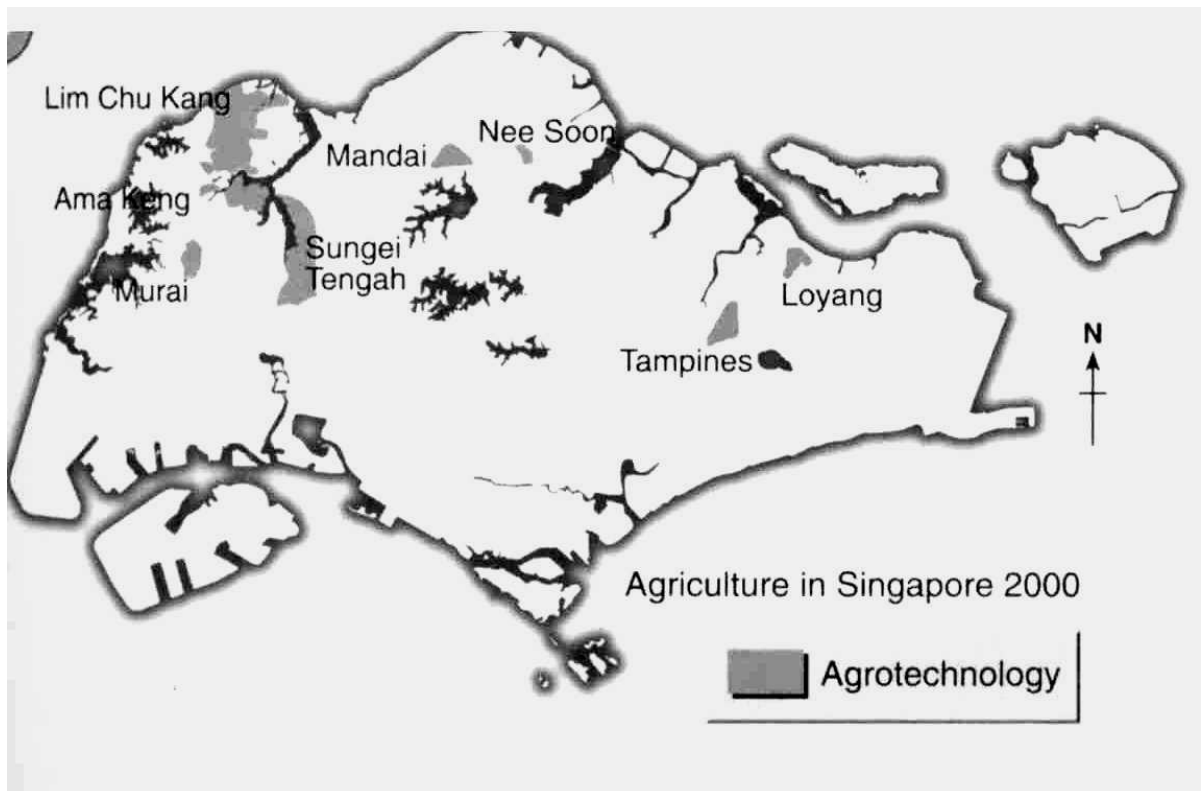 Lim Chu Kang
Nee Soon
Mandai
Ama Keng
Sungei
Tengah
Murai
Loyang
N
Tampines
Agriculture in Singapore 2000
Agrotechnology